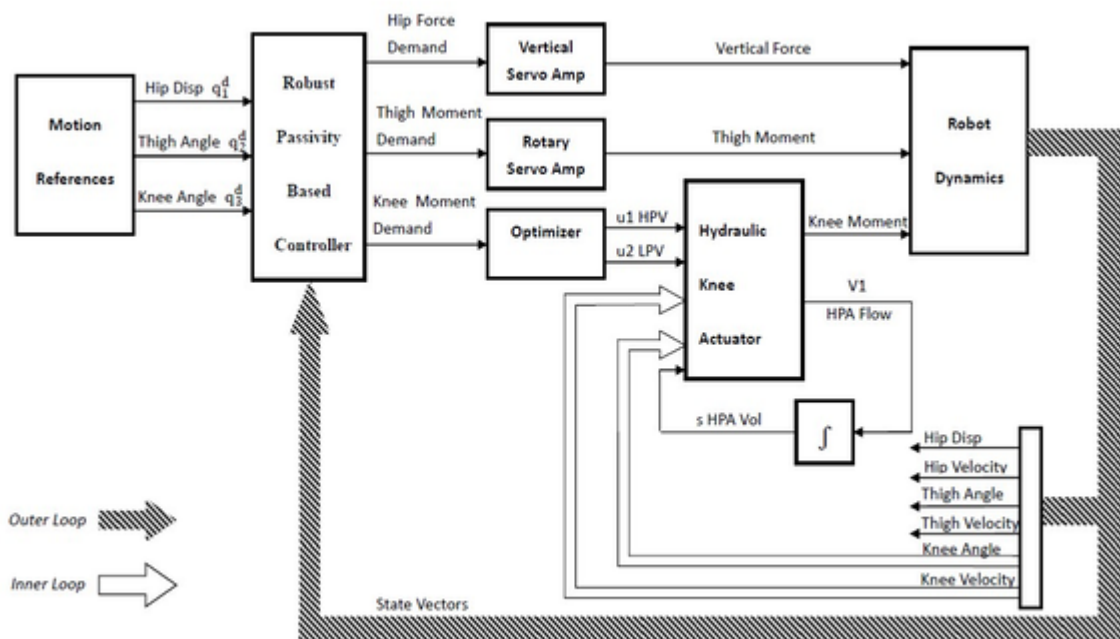 Motion
References
Hip Disp q₁ᵈ
Thigh Angle q₂ᵈ
Knee Angle q₃ᵈ
Robust
Passivity
Based
Controller
Hip Force
Demand
Thigh Moment
Demand
Knee Moment
Demand
Vertical
Servo Amp
Rotary
Servo Amp
Optimizer
u1 HPV
u2 LPV
Hydraulic
Knee
Actuator
Vertical Force
Thigh Moment
Knee Moment
Robot
Dynamics
V1
HPA Flow
∫
s HPA Vol
Hip Disp
Hip Velocity
Thigh Angle
Thigh Velocity
Knee Angle
Knee Velocity
Outer Loop
Inner Loop
State Vectors